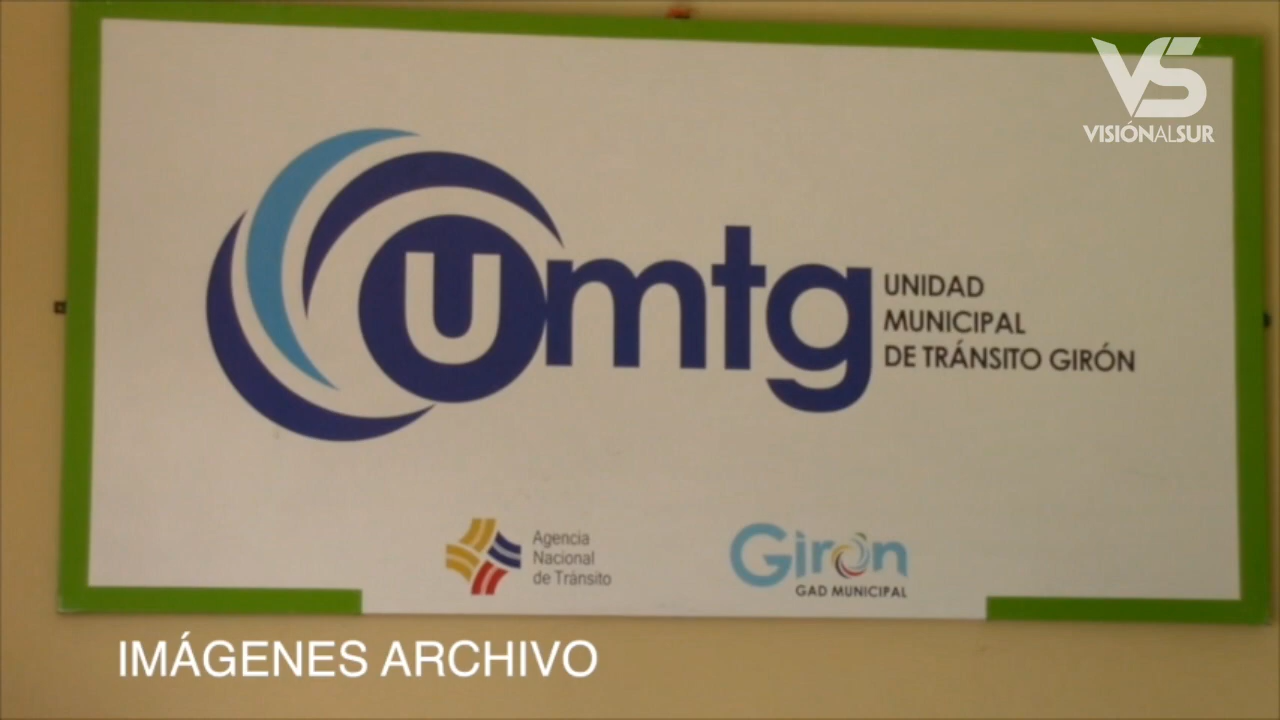 VS
VISIÓNALSUR
umtg
UNIDAD
MUNICIPAL
DE TRÁNSITO GIRÓN
Agencia
Nacional
de Tránsito
Girón
GAD MUNICIPAL
IMÁGENES ARCHIVO